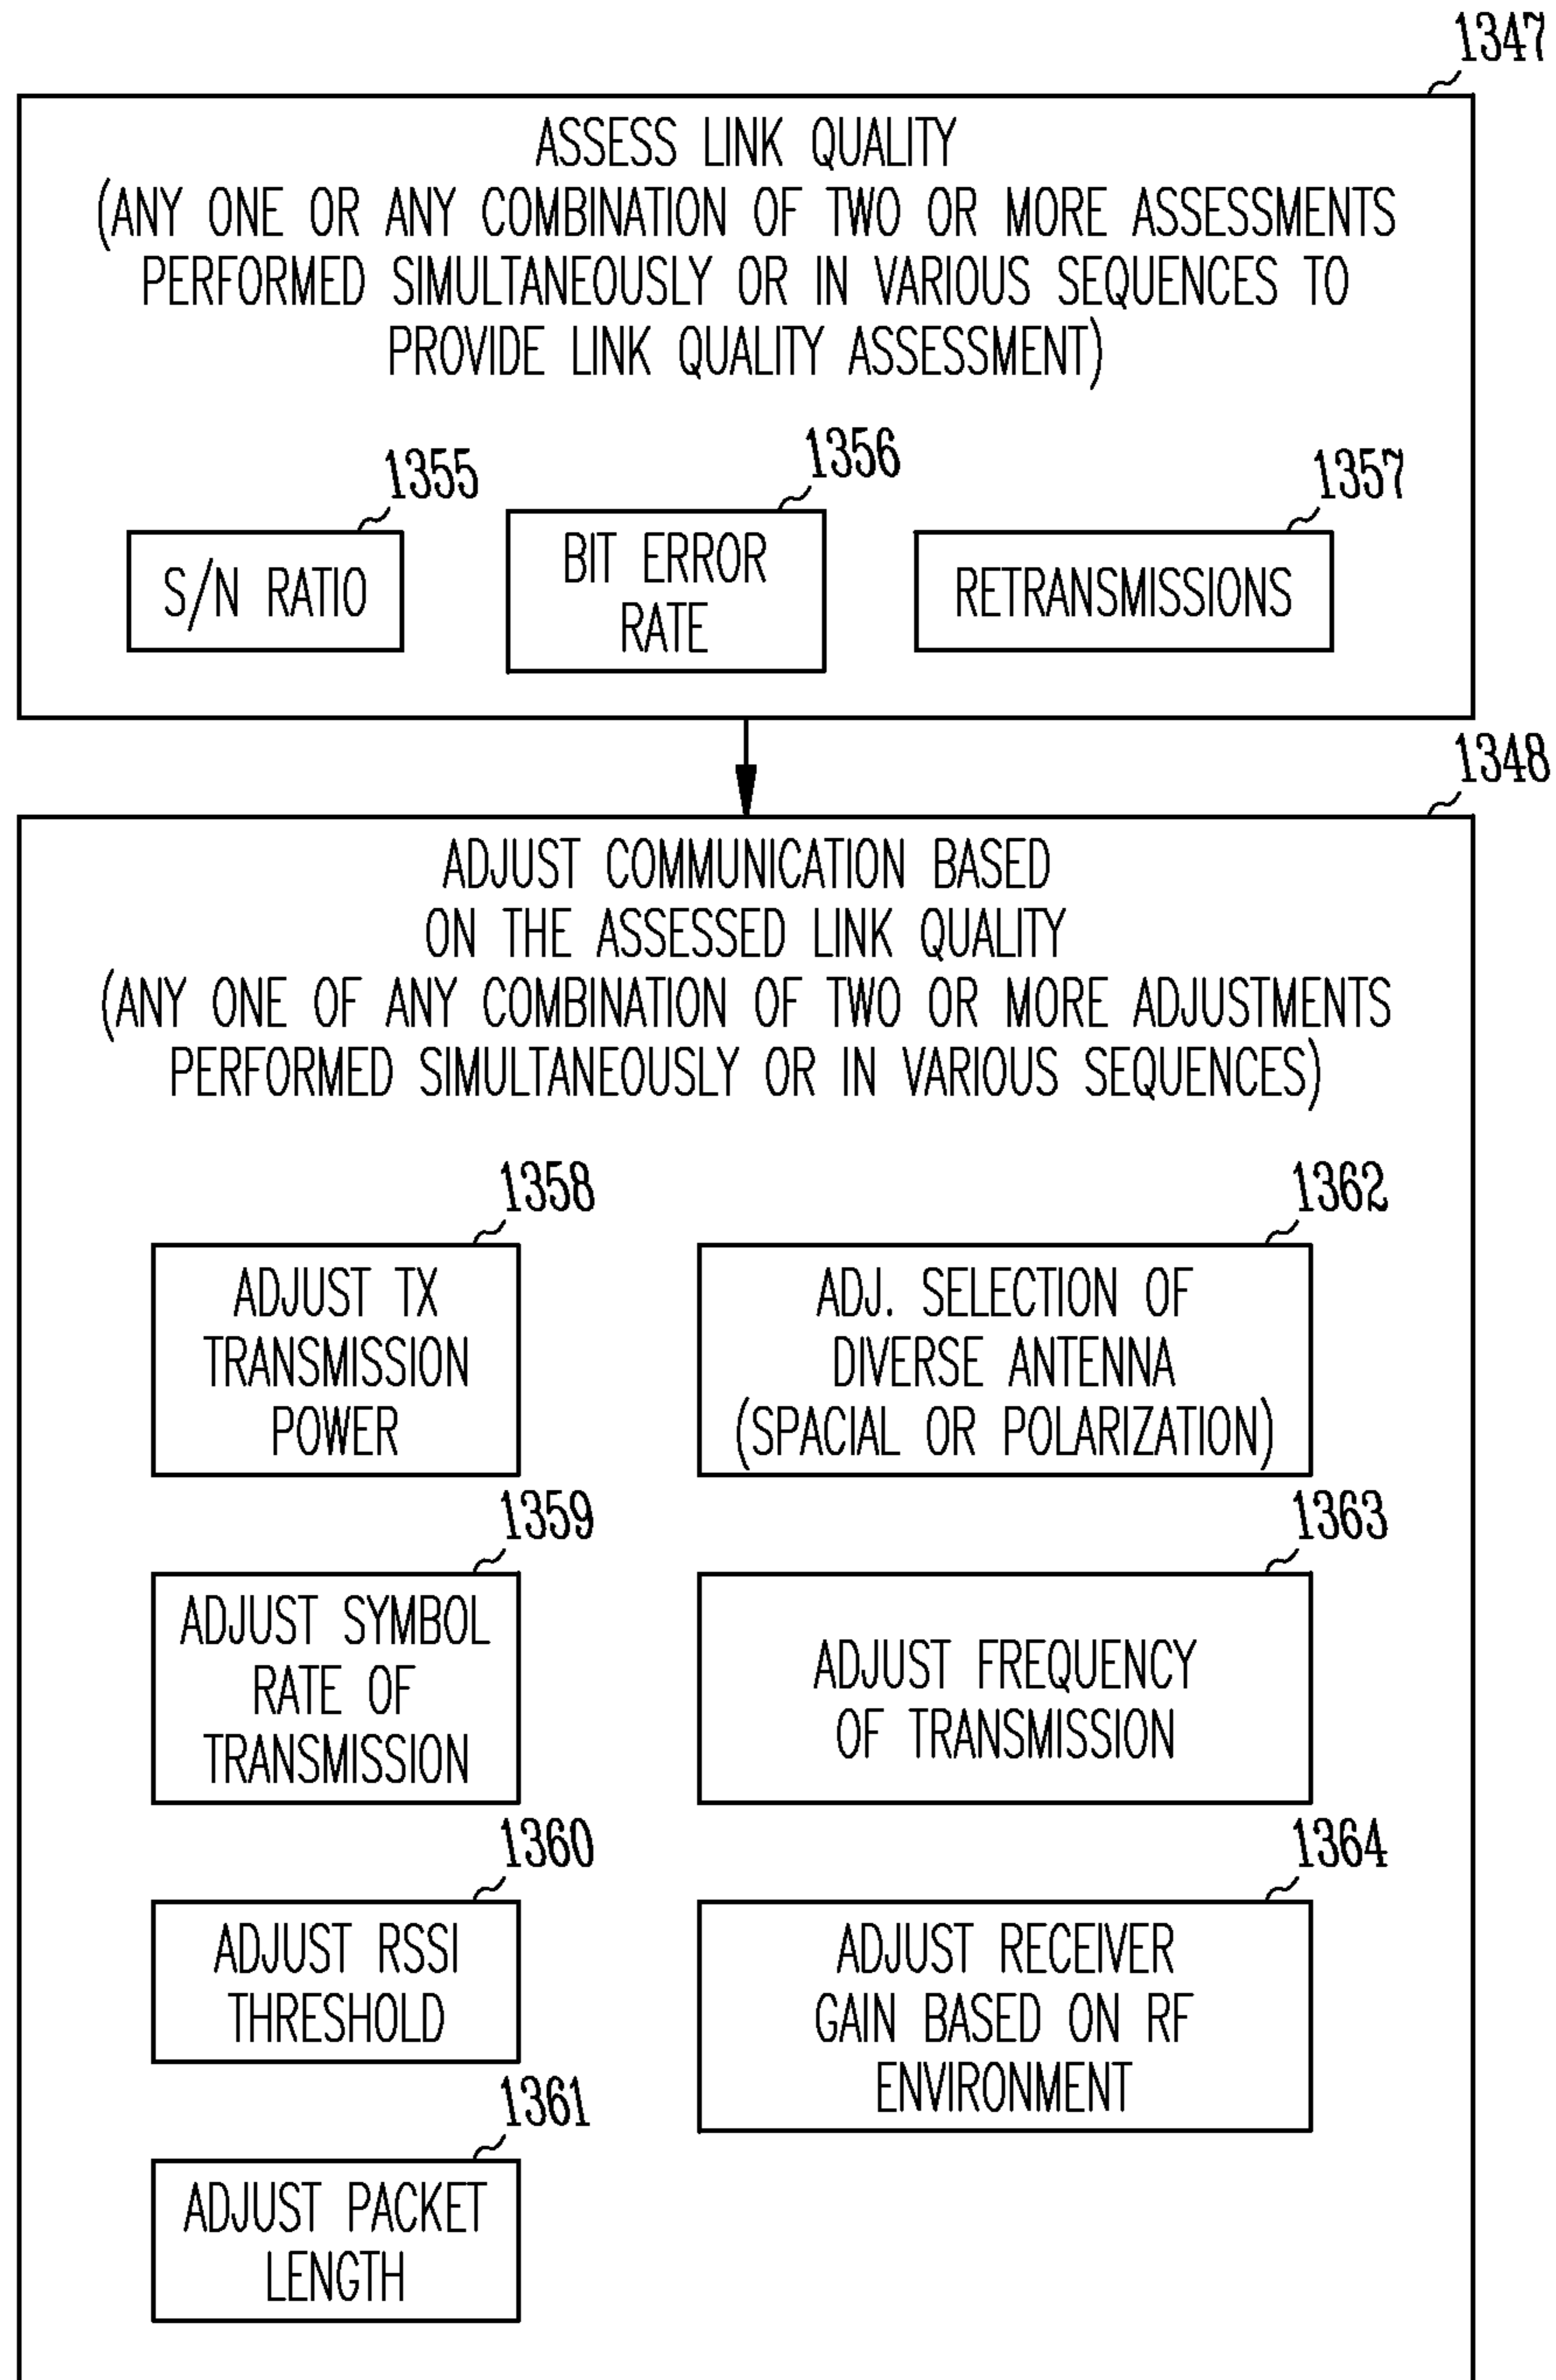 1347
ASSESS LINK QUALITY
(ANY ONE OR ANY COMBINATION OF TWO OR MORE ASSESSMENTS
PERFORMED SIMULTANEOUSLY OR IN VARIOUS SEQUENCES TO
PROVIDE LINK QUALITY ASSESSMENT)
1355
S/N RATIO
1356
BIT ERROR
RATE
1357
RETRANSMISSIONS
1348
ADJUST COMMUNICATION BASED
ON THE ASSESSED LINK QUALITY
(ANY ONE OF ANY COMBINATION OF TWO OR MORE ADJUSTMENTS
PERFORMED SIMULTANEOUSLY OR IN VARIOUS SEQUENCES)
1358
ADJUST TX
TRANSMISSION
POWER
1359
ADJUST SYMBOL
RATE OF
TRANSMISSION
1360
ADJUST RSSI
THRESHOLD
1361
ADJUST PACKET
LENGTH
1362
ADJ. SELECTION OF
DIVERSE ANTENNA
(SPACIAL OR POLARIZATION)
1363
ADJUST FREQUENCY
OF TRANSMISSION
1364
ADJUST RECEIVER
GAIN BASED ON RF
ENVIRONMENT